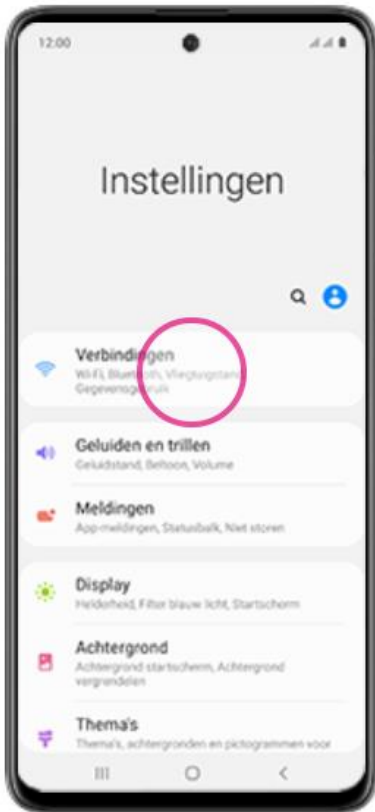 12:00
Instellingen
Verbindingen
Wi-Fi, Bluetooth, Vliegtuigstand,
Gegevensgebruik
Geluiden en trillen
Geluidstand, Beltoon, Volume
Meldingen
App-meldingen, Statusbalk, Niet storen
Display
Helderheid, Filter blauw licht, Startscherm
Achtergrond
Achtergrond startscherm, Achtergrond
vergrendelen
Thema's
Thema's, achtergronden en pictogrammen voor